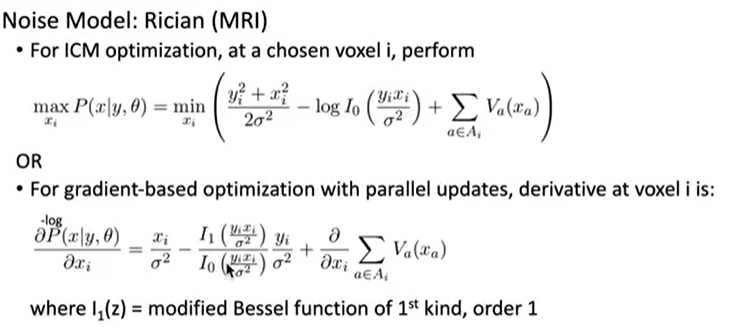 Noise Model: Rician (MRI)
• For ICM optimization, at a chosen voxel i, perform
$\max_{x_i} P(x|y, \theta) = \min_{x_i} \left( \frac{y_i^2 + x_i^2}{2\sigma^2} - \log I_0 \left( \frac{y_i x_i}{\sigma^2} \right) + \sum_{a \in A_i} V_a(x_a) \right)$
OR
• For gradient-based optimization with parallel updates, derivative at voxel i is:
$\frac{\partial \overset{\text{-log}}{P}(x|y, \theta)}{\partial x_i} = \frac{x_i}{\sigma^2} - \frac{I_1 \left( \frac{y_i x_i}{\sigma^2} \right)}{I_0 \left( \frac{y_i x_i}{\sigma^2} \right)} \frac{y_i}{\sigma^2} + \frac{\partial}{\partial x_i} \sum_{a \in A_i} V_a(x_a)$
where I₁(z) = modified Bessel function of 1ˢᵗ kind, order 1